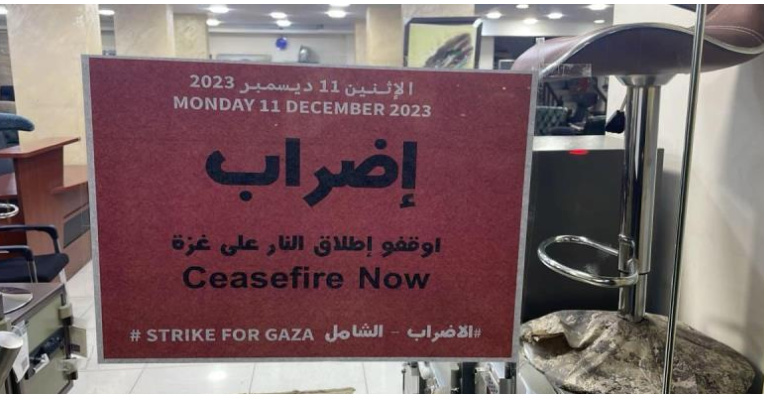 الإثنين 11 ديسمبر 2023
MONDAY 11 DECEMBER 2023
إضراب
اوقفو إطلاق النار على غزة
Ceasefire Now
# STRIKE FOR GAZA الاضراب - الشامل#